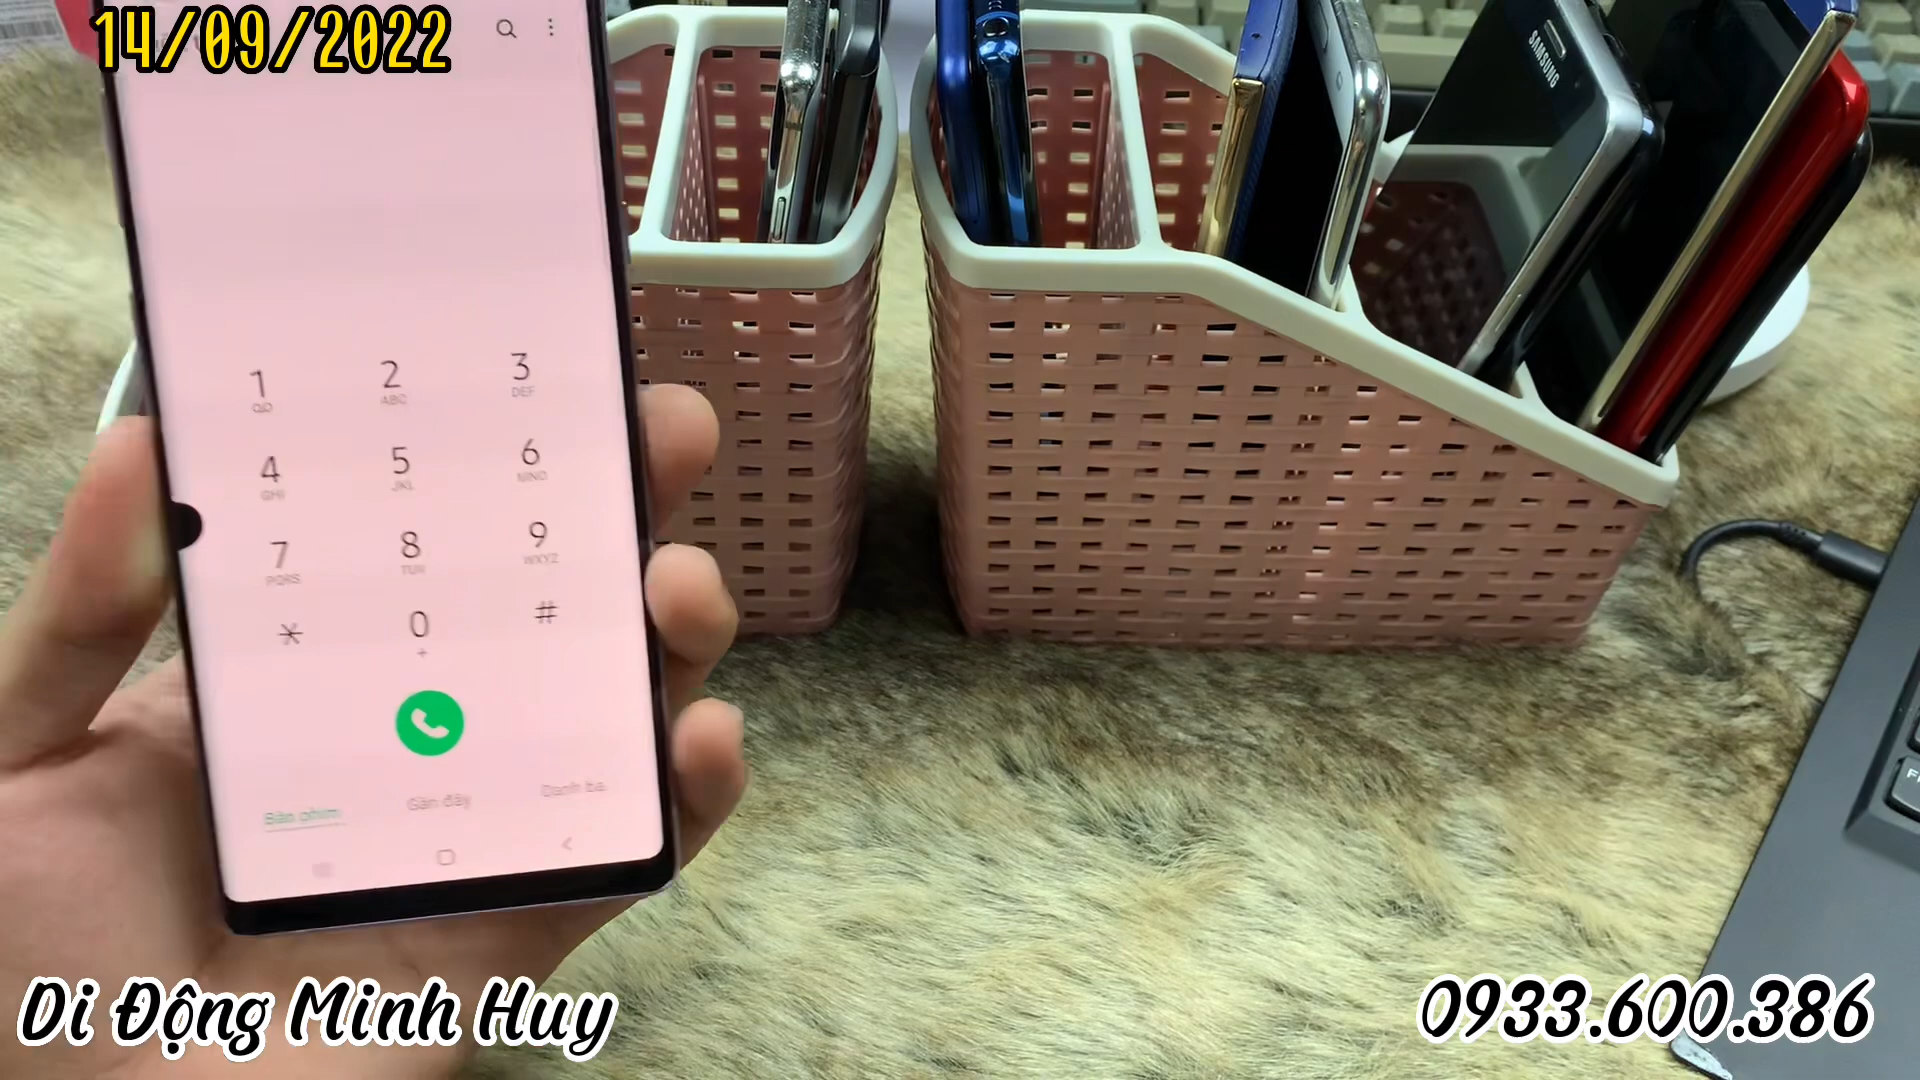 14/09/2022
SAMSUNG
1
2 ABC
3 DEF
4 GHI
5 JKL
6 MNO
7 PQRS
8 TUV
9 WXYZ
*
0 +
#
Bàn phím
Gần đây
Danh bạ
Di Động Minh Huy
0933.600.386